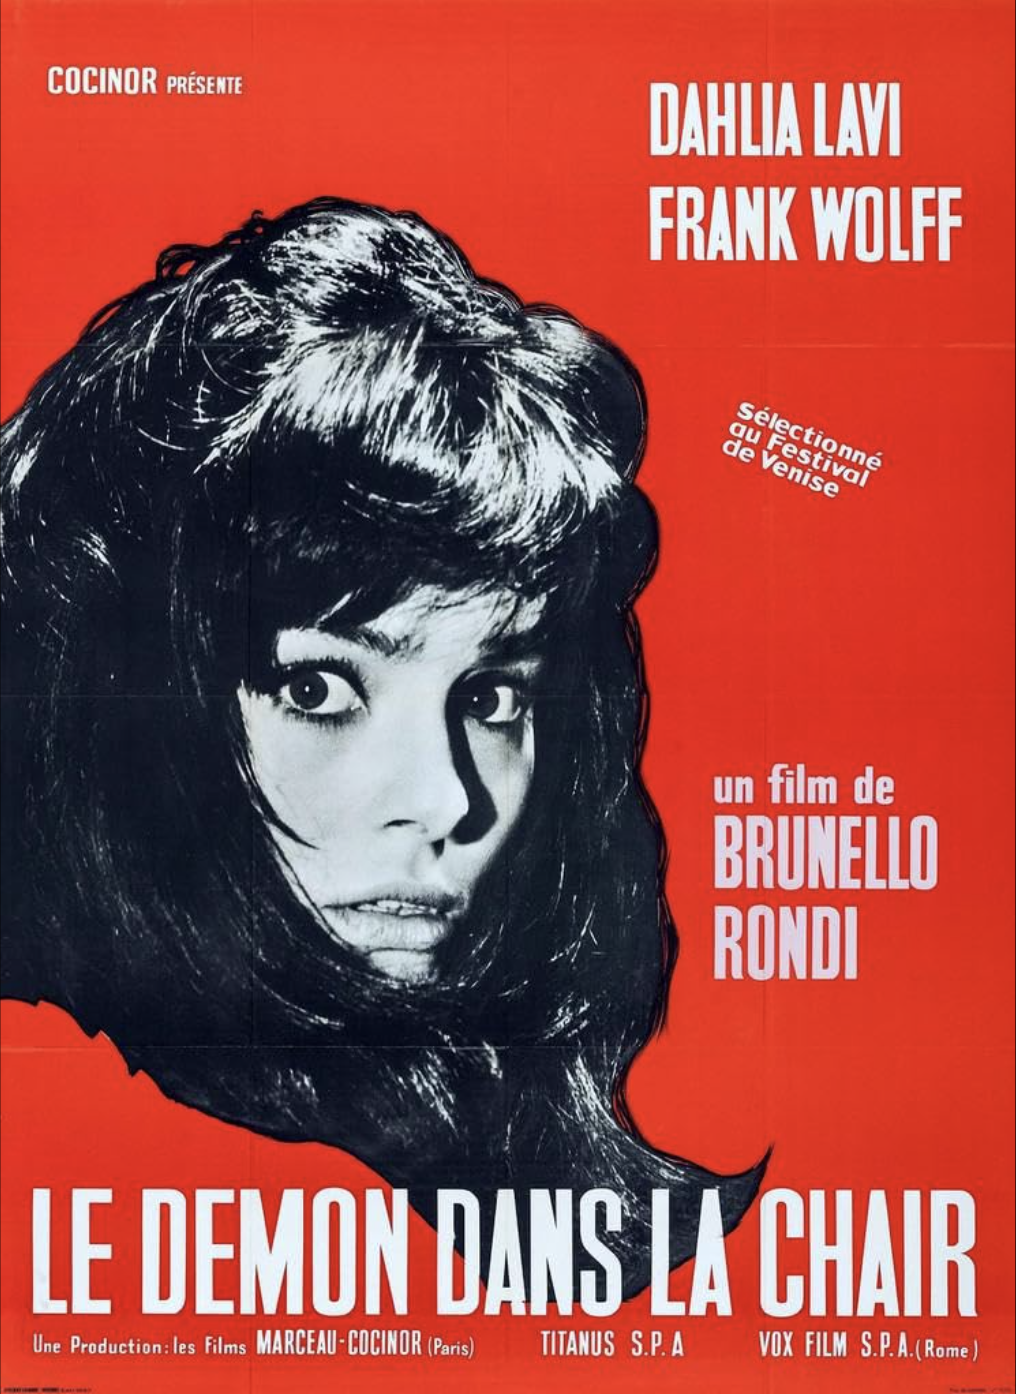 COCINOR PRÉSENTE
DAHLIA LAVI
FRANK WOLFF
Sélectionné
au Festival
de Venise
un film de
BRUNELLO
RONDI
LE DEMON DANS LA CHAIR
Une Production: les Films MARCEAU-COCINOR (Paris) TITANUS S.P.A VOX FILM S.P.A. (Rome)